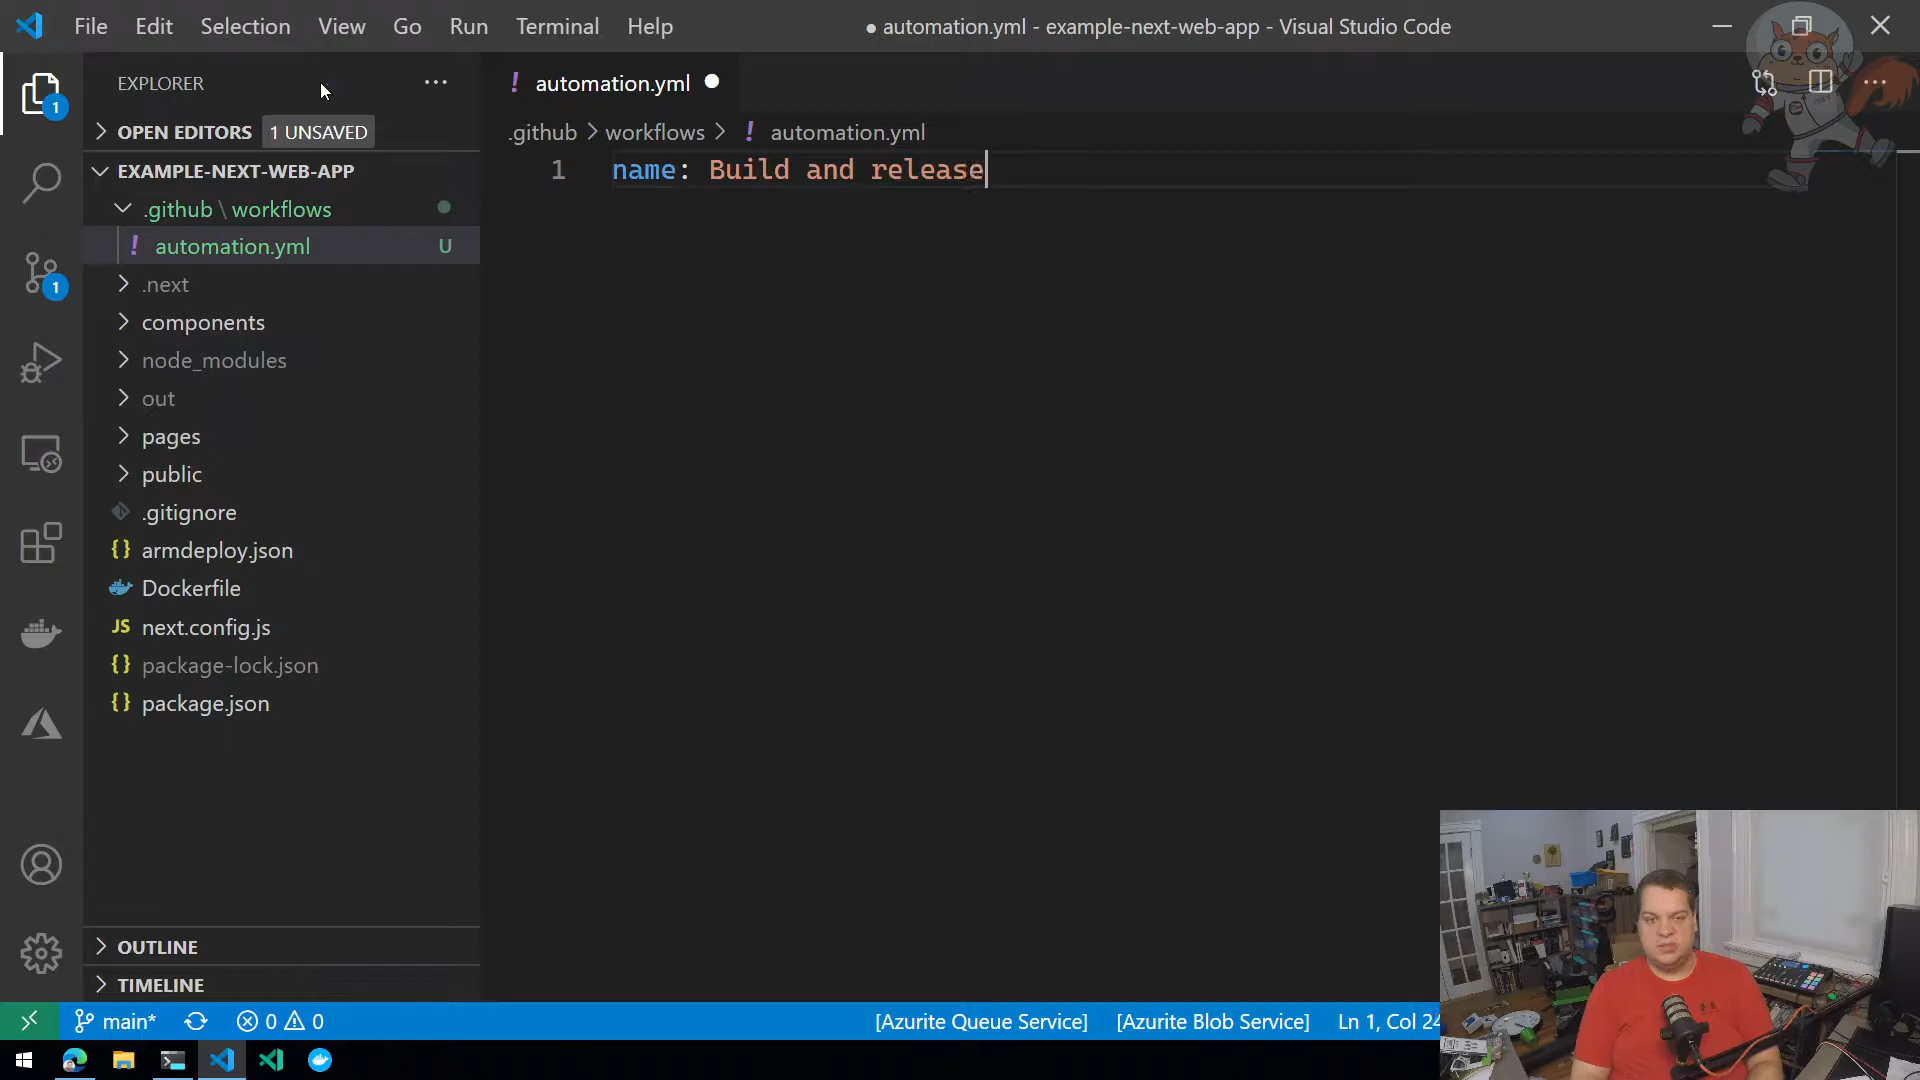 File Edit Selection View Go Run Terminal Help
● automation.yml - example-next-web-app - Visual Studio Code
EXPLORER
OPEN EDITORS 1 UNSAVED
EXAMPLE-NEXT-WEB-APP
.github \ workflows
! automation.yml U
.next
components
node_modules
out
pages
public
.gitignore
{} armdeploy.json
Dockerfile
JS next.config.js
{} package-lock.json
{} package.json
OUTLINE
TIMELINE
1
1
! automation.yml ●
.github > workflows > ! automation.yml
1 name: Build and release
main* 0 0 [Azurite Queue Service] [Azurite Blob Service] Ln 1, Col 24